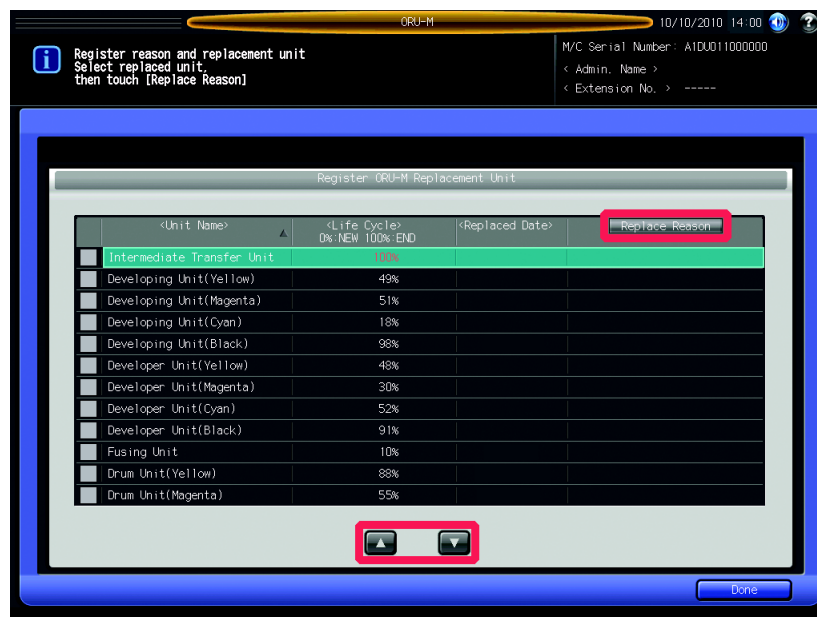 ORU-M
10/10/2010 14:00
Register reason and replacement unit
Select replaced unit,
then touch [Replace Reason]
M/C Serial Number: A1DU011000000
< Admin. Name >
< Extension No. > -----
Register ORU-M Replacement Unit
<Unit Name> <Life Cycle> <Replaced Date> Replace Reason
0%:NEW 100%:END
Intermediate Transfer Unit 100%
Developing Unit(Yellow) 49%
Developing Unit(Magenta) 51%
Developing Unit(Cyan) 18%
Developing Unit(Black) 98%
Developer Unit(Yellow) 48%
Developer Unit(Magenta) 30%
Developer Unit(Cyan) 52%
Developer Unit(Black) 91%
Fusing Unit 10%
Drum Unit(Yellow) 88%
Drum Unit(Magenta) 55%
Done